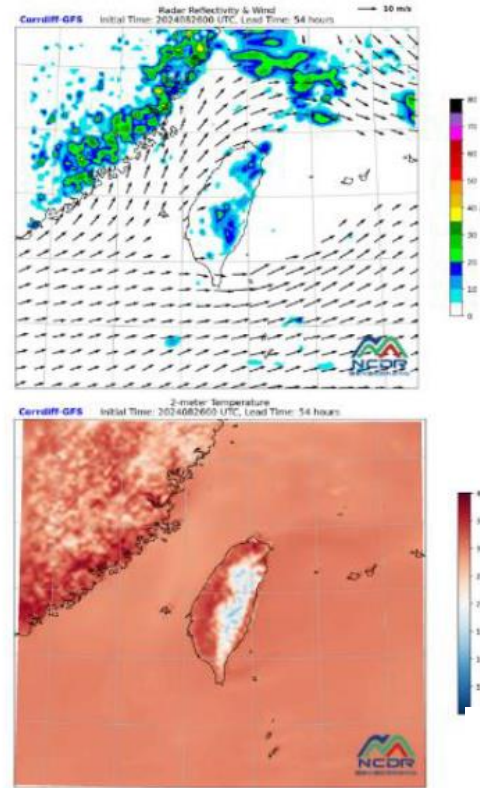 Radar Reflectivity & Wind
Corrdiff-GFS Initial Time: 2024082600 UTC, Lead Time: 54 hours
10 m/s
80
70
60
50
40
30
20
10
0
NCDR
2-meter Temperature
Corrdiff-GFS Initial Time: 2024082600 UTC, Lead Time: 54 hours
NCDR